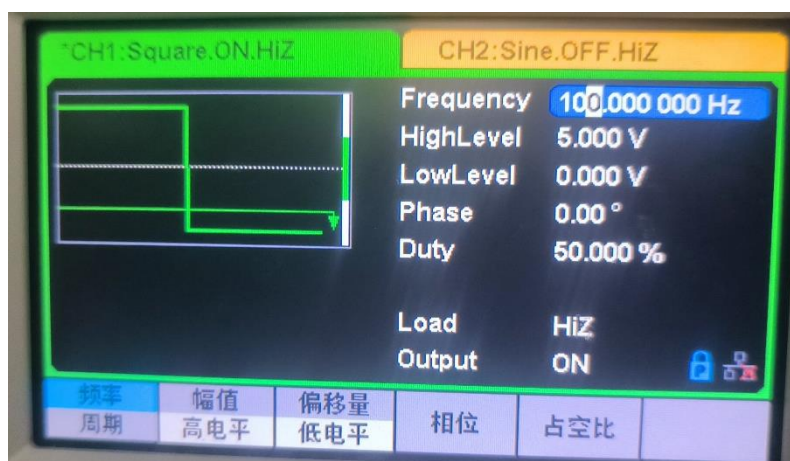 *CH1:Square.ON.HiZ CH2:Sine.OFF.HiZ
Frequency 100.000 000 Hz
HighLevel 5.000 V
LowLevel 0.000 V
Phase 0.00 °
Duty 50.000 %
Load HiZ
Output ON
频率 幅值 偏移量 相位 占空比
周期 高电平 低电平